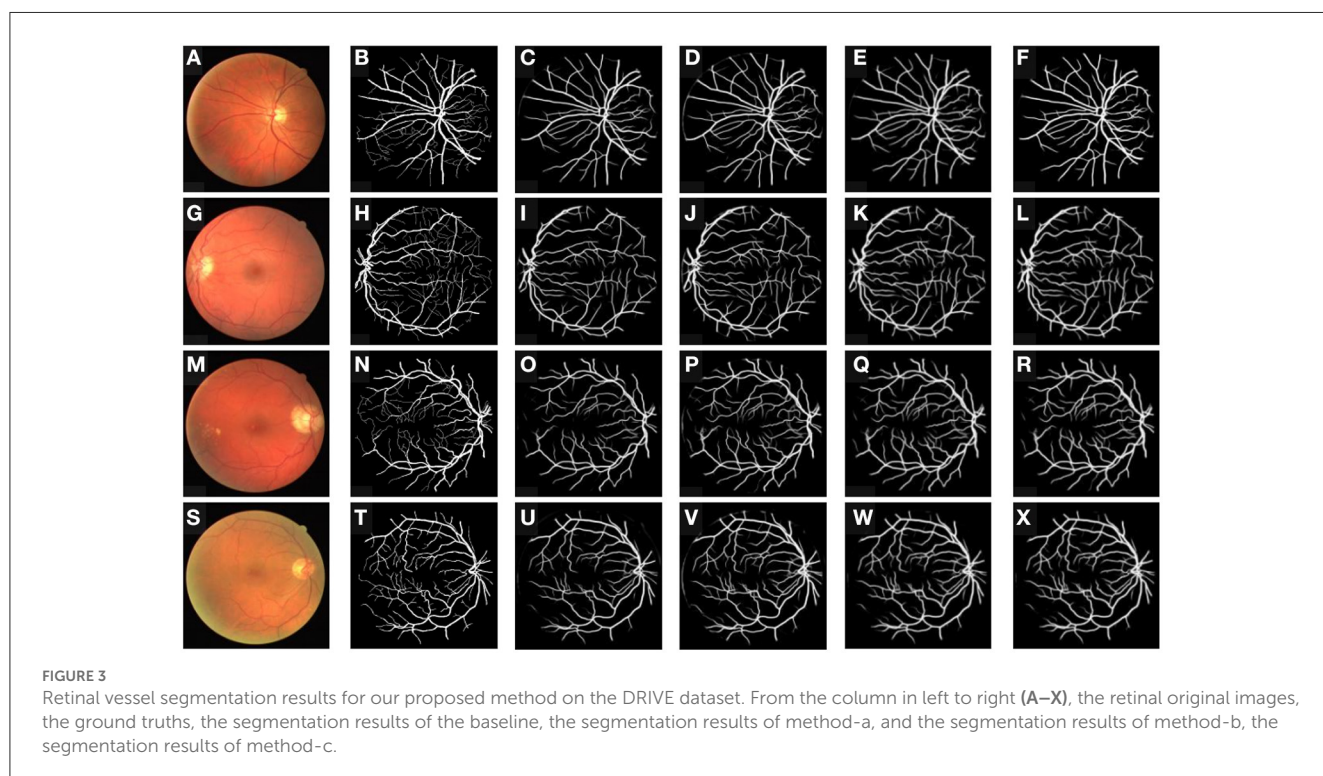 A B C D E F
G H I J K L
M N O P Q R
S T U V W X
FIGURE 3
Retinal vessel segmentation results for our proposed method on the DRIVE dataset. From the column in left to right (A–X), the retinal original images,
the ground truths, the segmentation results of the baseline, the segmentation results of method-a, and the segmentation results of method-b, the
segmentation results of method-c.